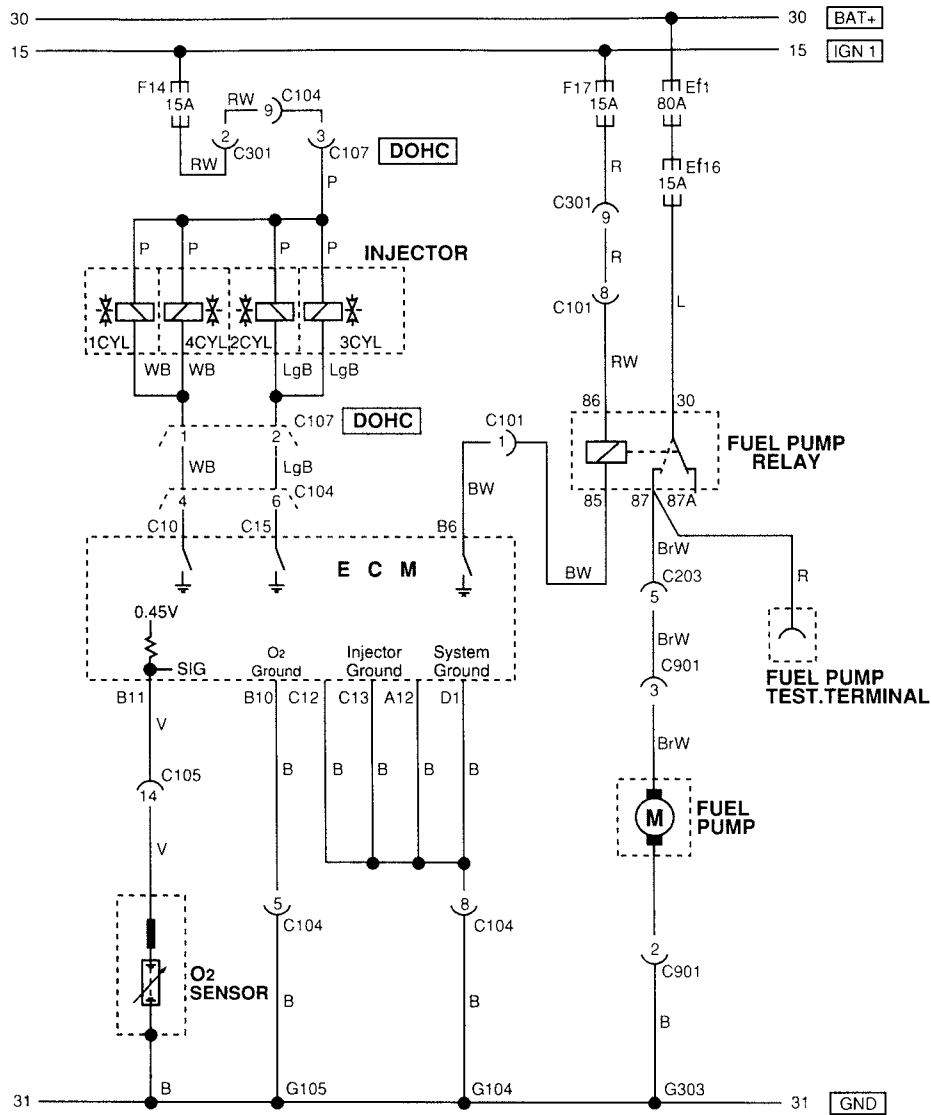 30 30 BAT+
15 15 IGN 1
F14 15A
RW 9 C104
2 C301
RW
3 C107 DOHC
P
F17 15A
Ef1 80A
Ef16 15A
R
C301 9
R
8 C101
L
RW
P P P P
INJECTOR
1CYL 4CYL 2CYL 3CYL
WB WB LgB LgB
C107 DOHC
1 2
WB LgB
C104
4 6
C10 C15 B6
C101
1
BW
BW
86 30
FUEL PUMP
RELAY
85 87 87A
BrW
C203
5
BrW
C901
3
BrW
R
FUEL PUMP
TEST.TERMINAL
E C M
0.45V
SIG
O2
Ground
Injector
Ground
System
Ground
B11 B10 C12 C13 A12 D1
V B B B B B
C105
14
V
M
FUEL
PUMP
5 C104
8 C104
2
C901
O2
SENSOR
B B B
31 B G105 G104 G303 31 GND